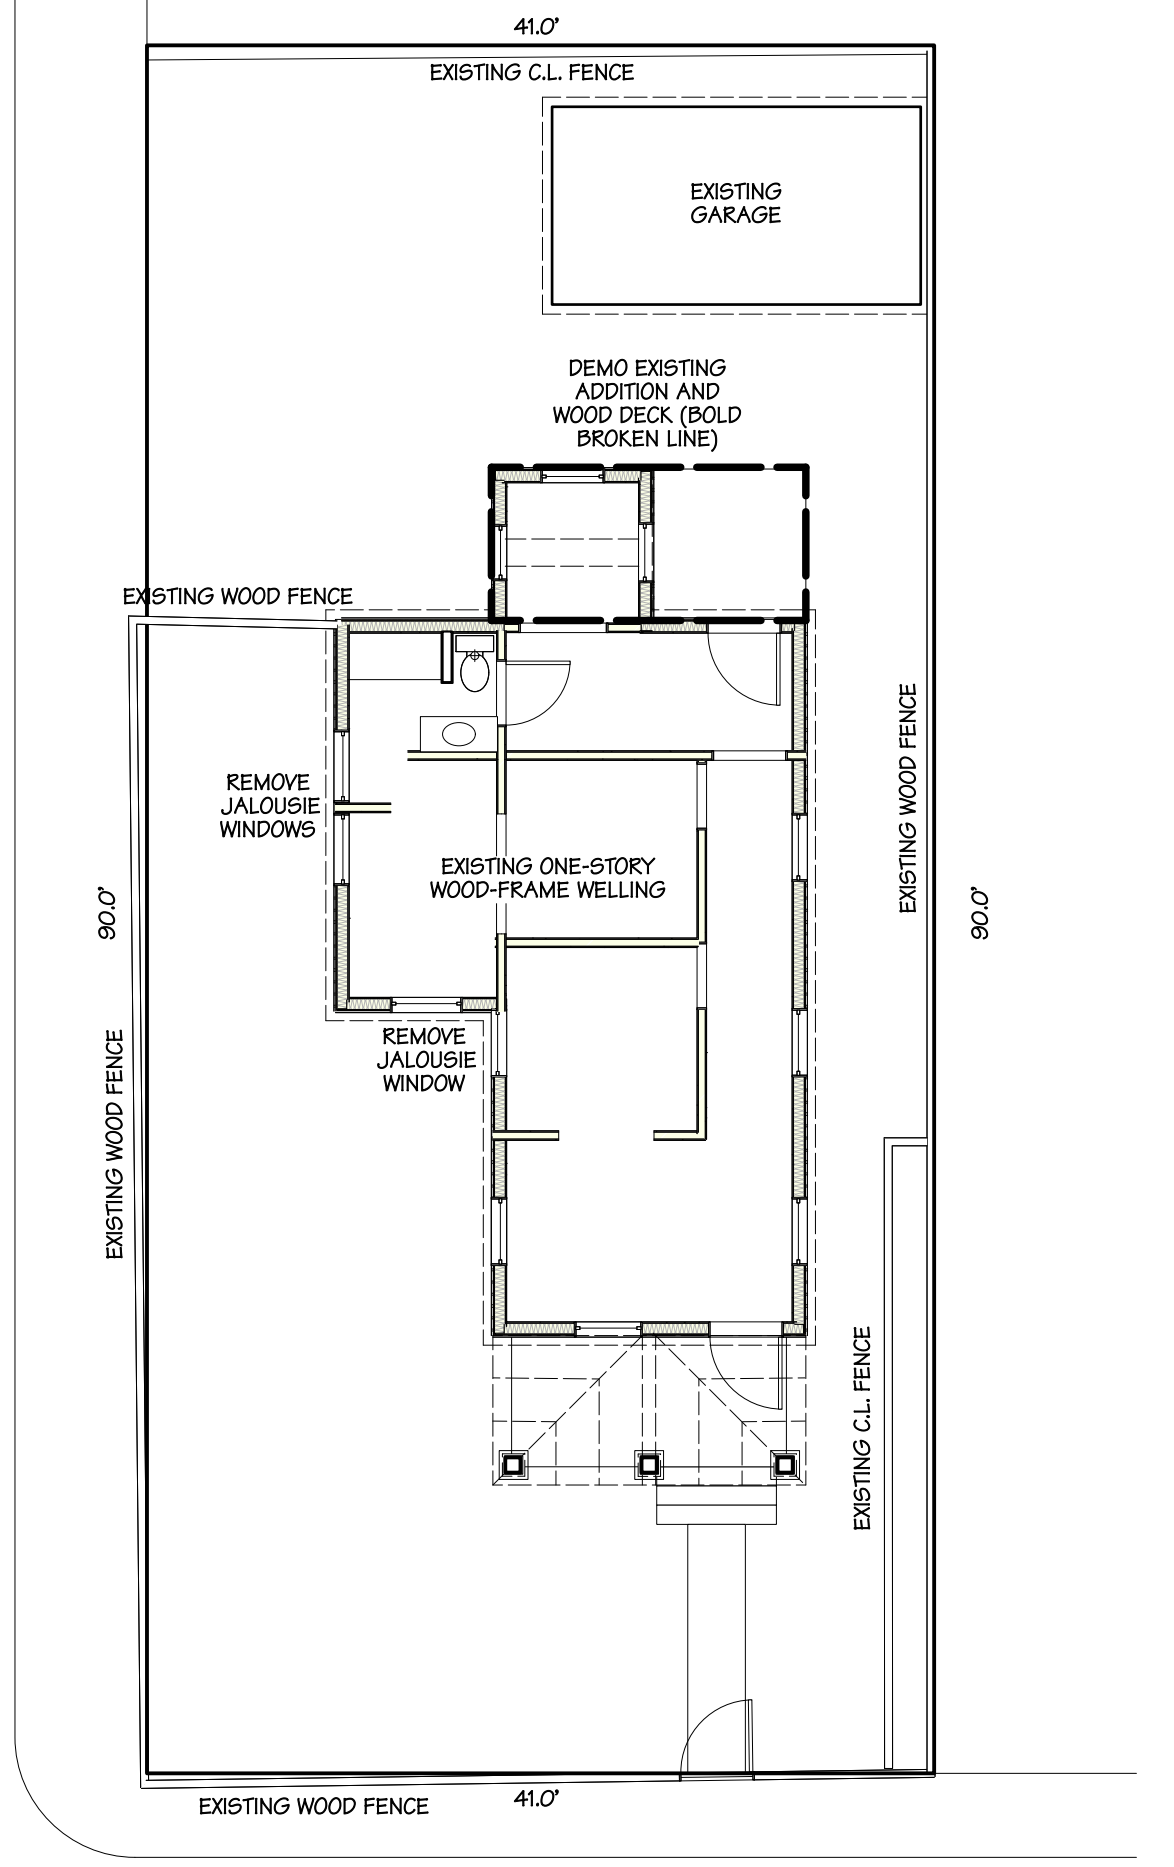 41.0'
EXISTING C.L. FENCE
EXISTING
GARAGE
DEMO EXISTING
ADDITION AND
WOOD DECK (BOLD
BROKEN LINE)
EXISTING WOOD FENCE
REMOVE
JALOUSIE
WINDOWS
EXISTING WOOD FENCE
EXISTING ONE-STORY
WOOD-FRAME WELLING
90.0'
90.0'
REMOVE
JALOUSIE
WINDOW
EXISTING WOOD FENCE
EXISTING C.L. FENCE
41.0'
EXISTING WOOD FENCE